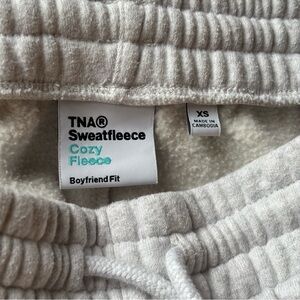 TNA®
Sweatfleece
Cozy
Fleece
Boyfriend Fit
XS
MADE IN
CAMBODIA